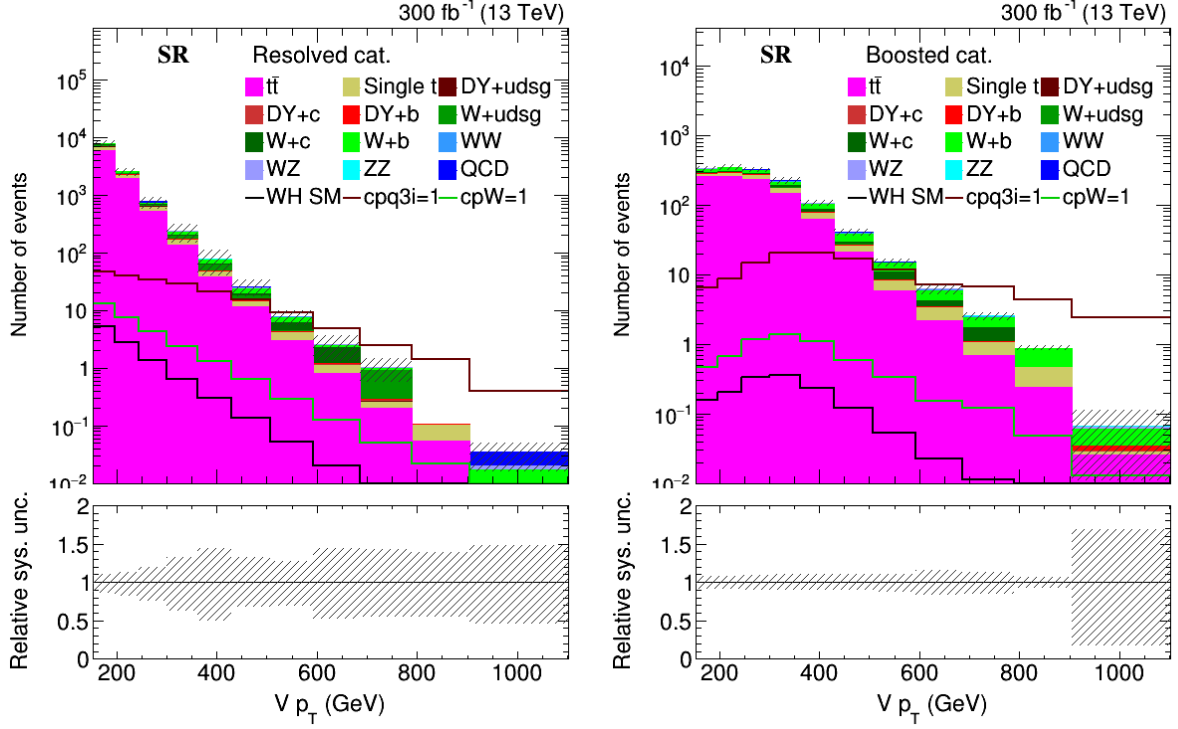 300 fb⁻¹ (13 TeV)
SR Resolved cat.
tt̄ Single t DY+udsg
DY+c DY+b W+udsg
W+c W+b WW
WZ ZZ QCD
WH SM cpq3i=1 cpW=1
Number of events
10⁵
10⁴
10³
10²
10
1
10⁻¹
10⁻²
Relative sys. unc.
2
1.5
1
0.5
0
200 400 600 800 1000
V p_T (GeV)
300 fb⁻¹ (13 TeV)
SR Boosted cat.
tt̄ Single t DY+udsg
DY+c DY+b W+udsg
W+c W+b WW
WZ ZZ QCD
WH SM cpq3i=1 cpW=1
Number of events
10⁴
10³
10²
10
1
10⁻¹
10⁻²
Relative sys. unc.
2
1.5
1
0.5
0
200 400 600 800 1000
V p_T (GeV)